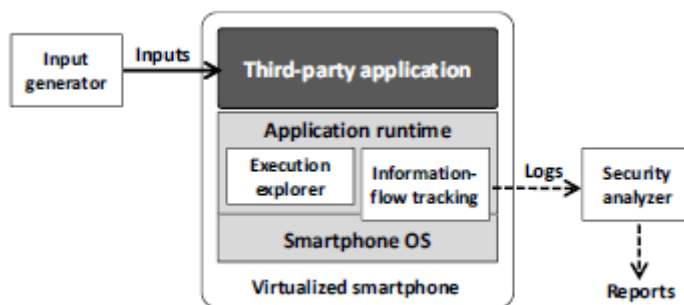 Input
generator
Inputs
Third-party application
Application runtime
Execution
explorer
Information-
flow tracking
Logs
Security
analyzer
Smartphone OS
Virtualized smartphone
Reports